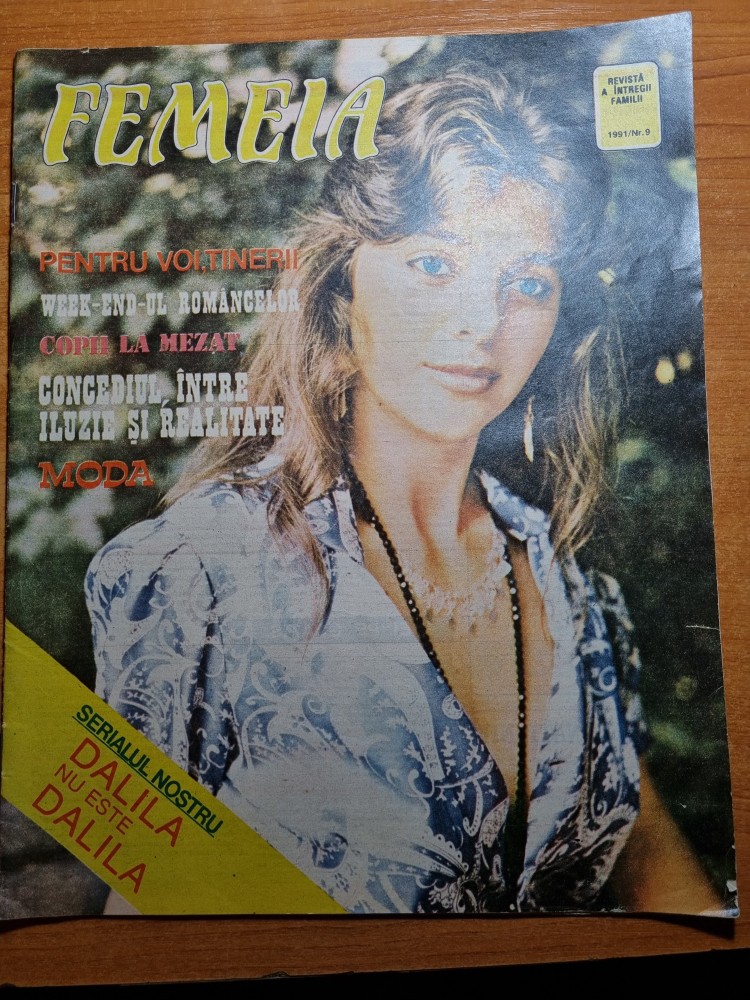 FEMEIA
REVISTĂ
A ÎNTREGII
FAMILII
1991/Nr.9
PENTRU VOI,TINERII
WEEK-END-UL ROMÂNCELOR
COPII LA MEZAT
CONCEDIUL, ÎNTRE
ILUZIE ȘI REALITATE
MODA
SERIALUL NOSTRU
DALILA
NU ESTE
DALILA